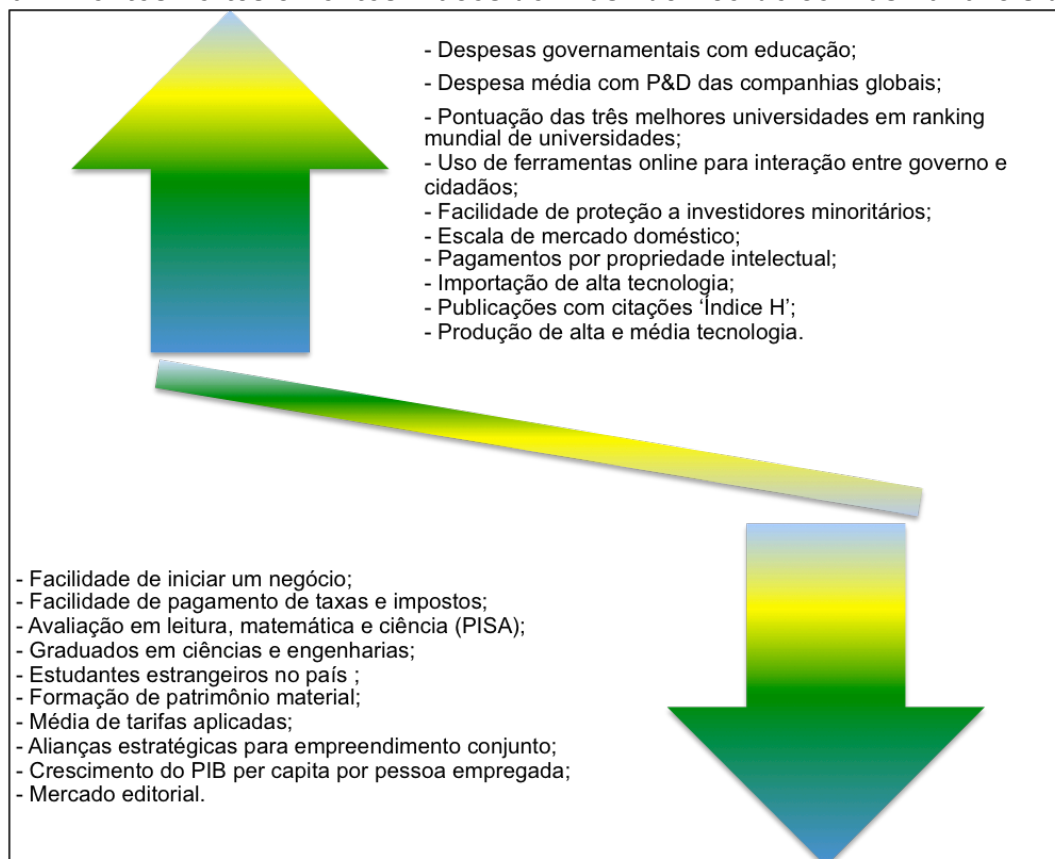 - Despesas governamentais com educação;
- Despesa média com P&D das companhias globais;
- Pontuação das três melhores universidades em ranking
mundial de universidades;
- Uso de ferramentas online para interação entre governo e
cidadãos;
- Facilidade de proteção a investidores minoritários;
- Escala de mercado doméstico;
- Pagamentos por propriedade intelectual;
- Importação de alta tecnologia;
- Publicações com citações ‘Índice H’;
- Produção de alta e média tecnologia.
- Facilidade de iniciar um negócio;
- Facilidade de pagamento de taxas e impostos;
- Avaliação em leitura, matemática e ciência (PISA);
- Graduados em ciências e engenharias;
- Estudantes estrangeiros no país ;
- Formação de patrimônio material;
- Média de tarifas aplicadas;
- Alianças estratégicas para empreendimento conjunto;
- Crescimento do PIB per capita por pessoa empregada;
- Mercado editorial.